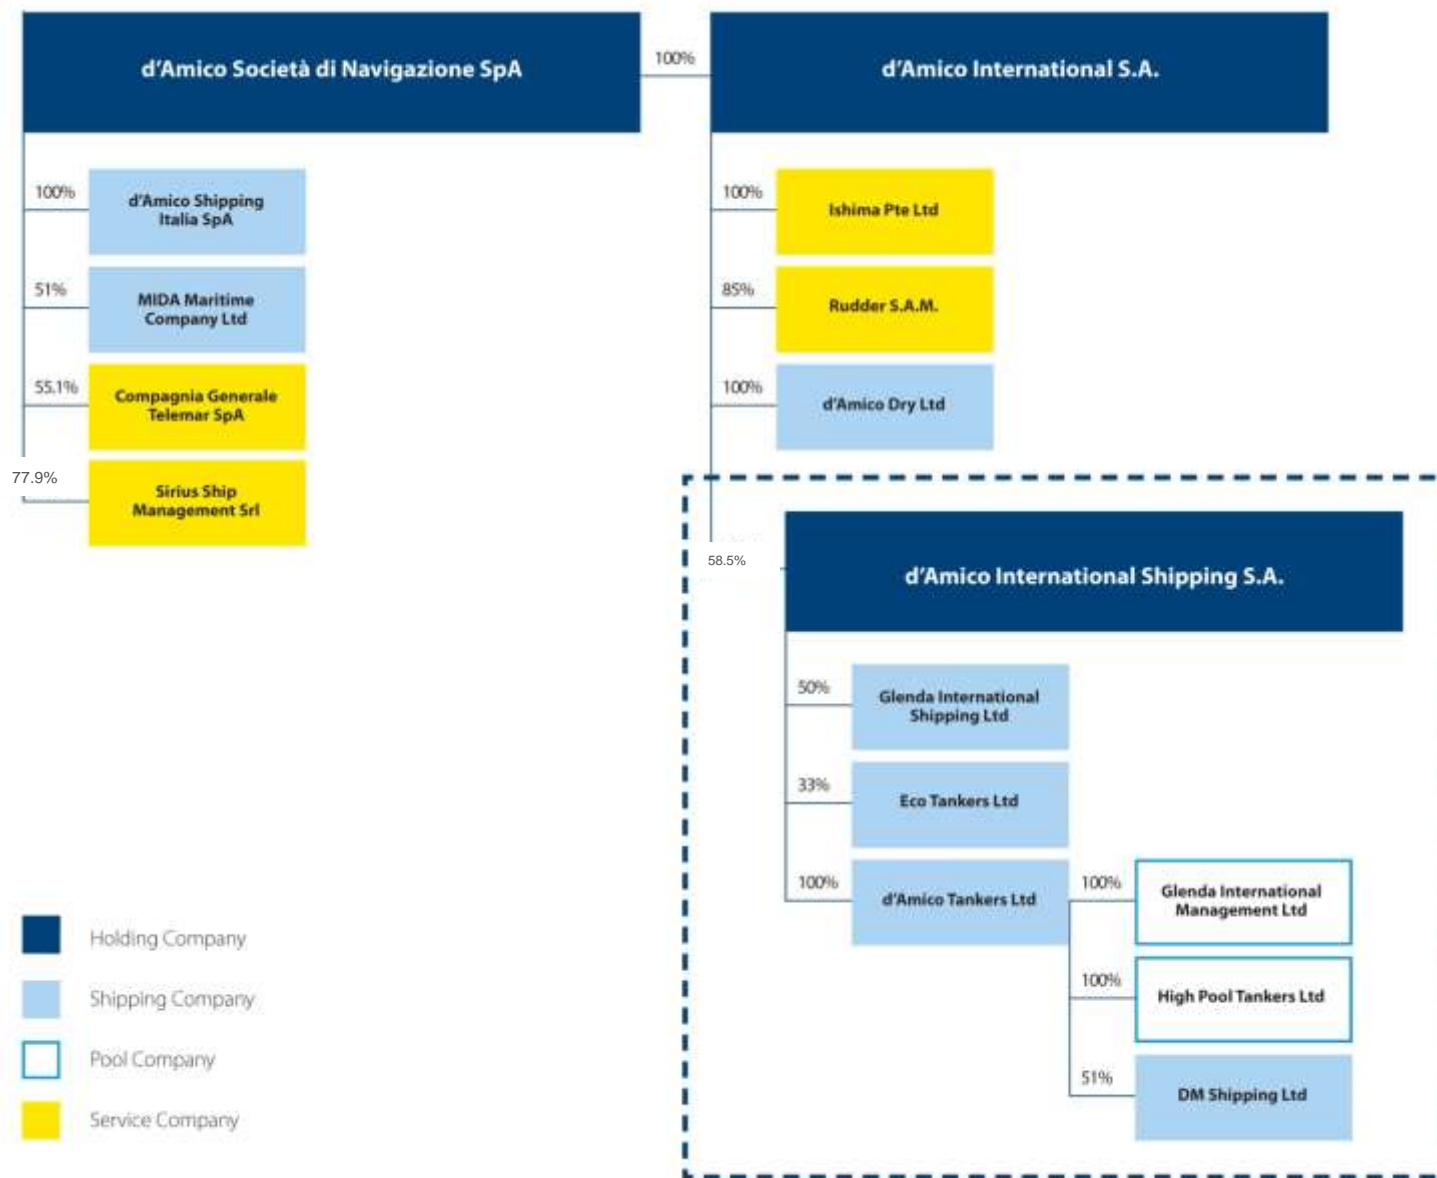 d'Amico Società di Navigazione SpA
100%
d'Amico International S.A.
100%
d'Amico Shipping
Italia SpA
51%
MIDA Maritime
Company Ltd
55.1%
Compagnia Generale
Telemar SpA
77.9%
Sirius Ship
Management Srl
100%
Ishima Pte Ltd
85%
Rudder S.A.M.
100%
d'Amico Dry Ltd
58.5%
d'Amico International Shipping S.A.
50%
Glenda International
Shipping Ltd
33%
Eco Tankers Ltd
100%
d'Amico Tankers Ltd
100%
Glenda International
Management Ltd
100%
High Pool Tankers Ltd
51%
DM Shipping Ltd
Holding Company
Shipping Company
Pool Company
Service Company